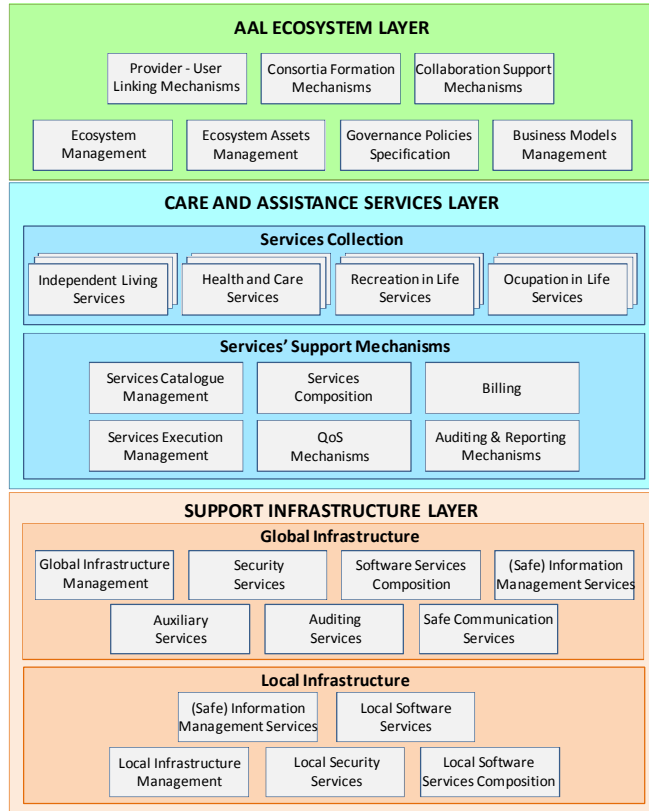 AAL ECOSYSTEM LAYER
Provider - User
Linking Mechanisms
Consortia Formation
Mechanisms
Collaboration Support
Mechanisms
Ecosystem
Management
Ecosystem Assets
Management
Governance Policies
Specification
Business Models
Management
CARE AND ASSISTANCE SERVICES LAYER
Services Collection
Independent Living
Services
Health and Care
Services
Recreation in Life
Services
Ocupation in Life
Services
Services' Support Mechanisms
Services Catalogue
Management
Services
Composition
Billing
Services Execution
Management
QoS
Mechanisms
Auditing & Reporting
Mechanisms
SUPPORT INFRASTRUCTURE LAYER
Global Infrastructure
Global Infrastructure
Management
Security
Services
Software Services
Composition
(Safe) Information
Management Services
Auxiliary
Services
Auditing
Services
Safe Communication
Services
Local Infrastructure
(Safe) Information
Management Services
Local Software
Services
Local Infrastructure
Management
Local Security
Services
Local Software
Services Composition